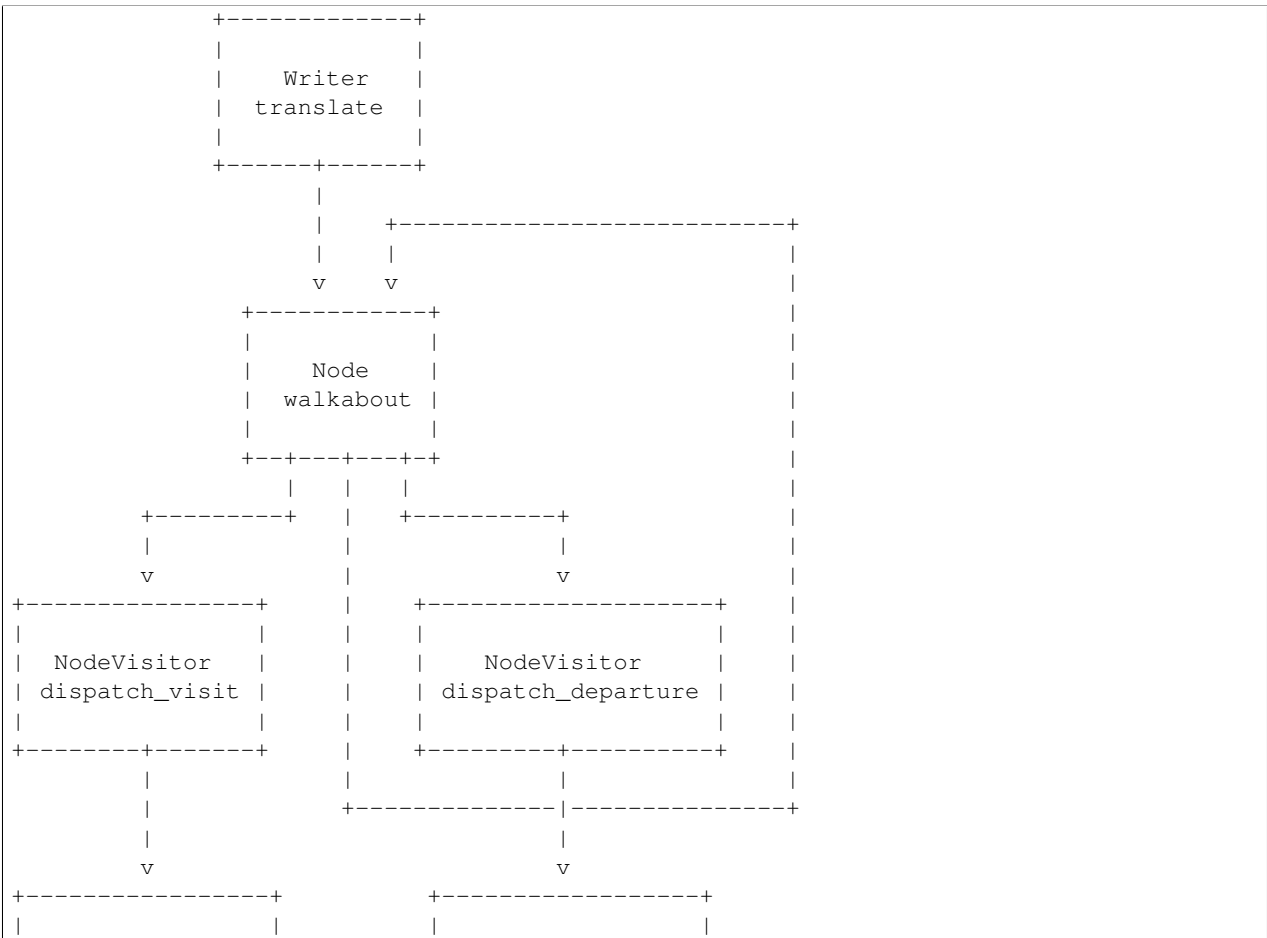 +-------------+
|             |
|    Writer   |
|  translate  |
|             |
+------+------+
       |
       |    +---------------------------+
       |    |                           |
       v    v                           |
  +------------+                        |
  |            |                        |
  |    Node    |                        |
  |  walkabout |                        |
  |            |                        |
  +--+---+---+-+                        |
     |   |   |                          |
+---------+   |   +----------+               |
|             |              |               |
v             |              v               |
+----------------+     |    +--------------------+    |
|                |     |    |                    |    |
|  NodeVisitor   |     |    |    NodeVisitor     |    |
| dispatch_visit |     |    | dispatch_departure |    |
|                |     |    |                    |    |
+--------+-------+     |    +---------+----------+    |
         |             |              |               |
         |             +--------------|---------------+
         |                            |
         v                            v
+-----------------+          +------------------+
|                 |          |                  |